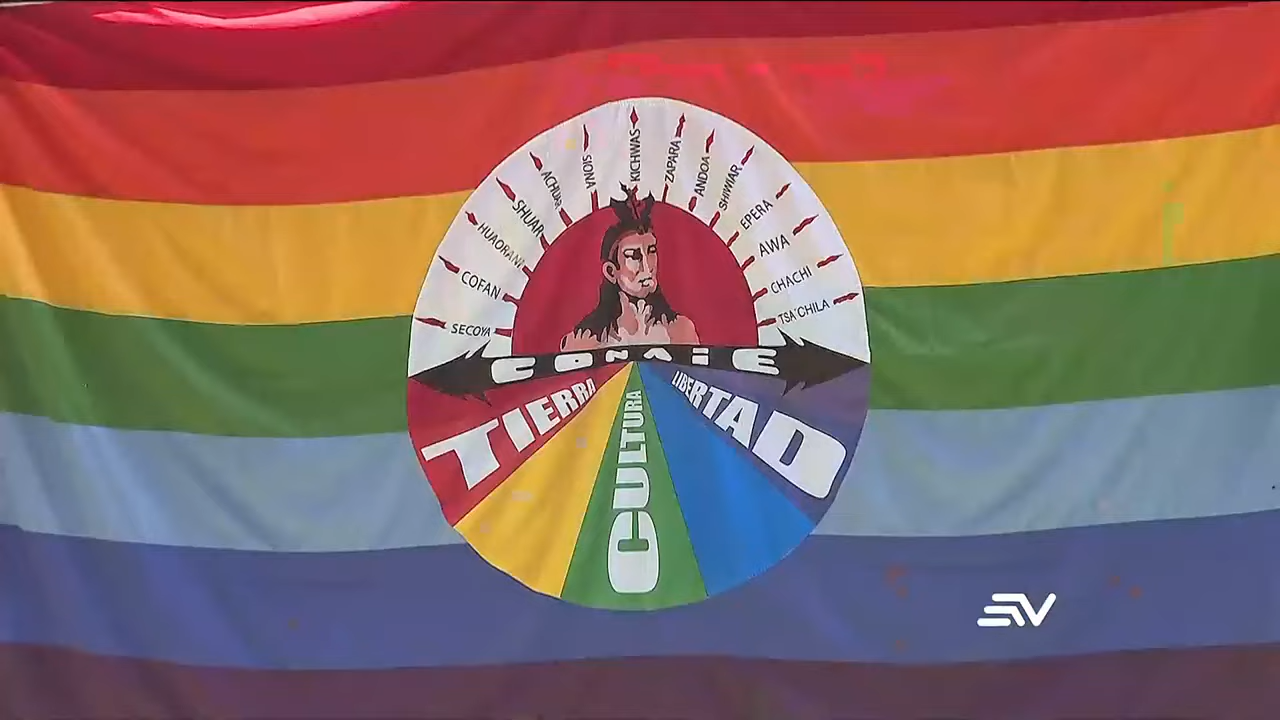 SECOYA
COFAN
HUAORANI
SHUAR
ACHUAR
SIONA
KICHWAS
ZAPARA
ANDOA
SHIWIAR
EPERA
AWA
CHACHI
TSA'CHILA
CONAIE
TIERRA
CULTURA
LIBERTAD
EV